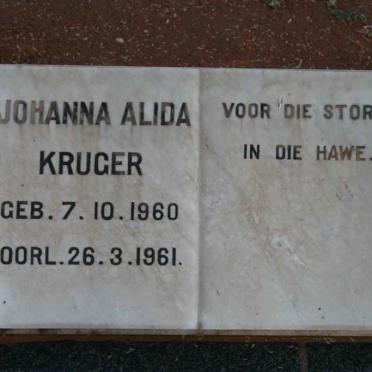 JOHANNA ALIDA
KRUGER
GEB. 7. 10. 1960
OORL. 26. 3. 1961.
VOOR DIE STOR
IN DIE HAWE.